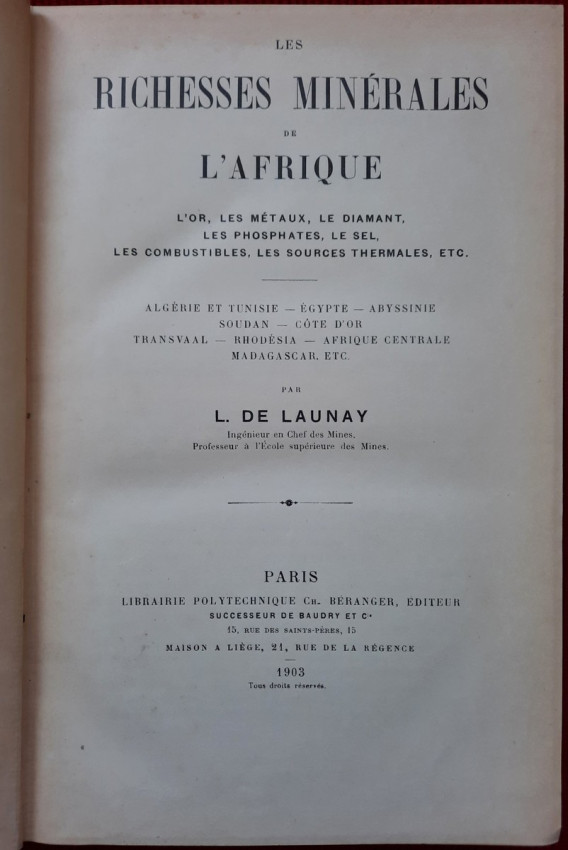 LES
RICHESSES MINÉRALES
DE
L'AFRIQUE
L'OR, LES MÉTAUX, LE DIAMANT,
LES PHOSPHATES, LE SEL,
LES COMBUSTIBLES, LES SOURCES THERMALES, ETC.
ALGÉRIE ET TUNISIE — ÉGYPTE — ABYSSINIE
SOUDAN — CÔTE D'OR
TRANSVAAL — RHODÈSIA — AFRIQUE CENTRALE
MADAGASCAR, ETC.
PAR
L. DE LAUNAY
Ingénieur en Chef des Mines,
Professeur à l'École supérieure des Mines.
PARIS
LIBRAIRIE POLYTECHNIQUE CH. BÉRANGER, ÉDITEUR
SUCCESSEUR DE BAUDRY ET Cie
15, RUE DES SAINTS-PÈRES, 15
MAISON A LIÉGE, 21, RUE DE LA RÉGENCE
1903
Tous droits réservés.